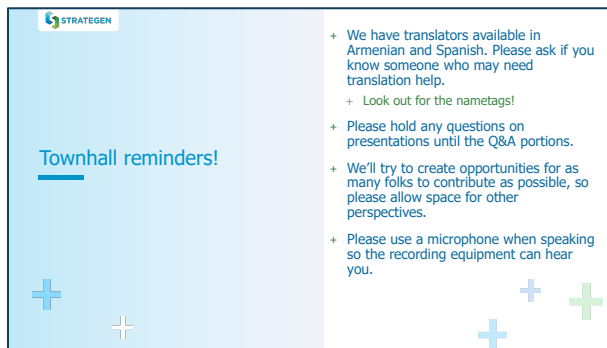 STRATEGEN
Townhall reminders!
+ We have translators available in
Armenian and Spanish. Please ask if you
know someone who may need
translation help.
+ Look out for the nametags!
+ Please hold any questions on
presentations until the Q&A portions.
+ We'll try to create opportunities for as
many folks to contribute as possible, so
please allow space for other
perspectives.
+ Please use a microphone when speaking
so the recording equipment can hear
you.